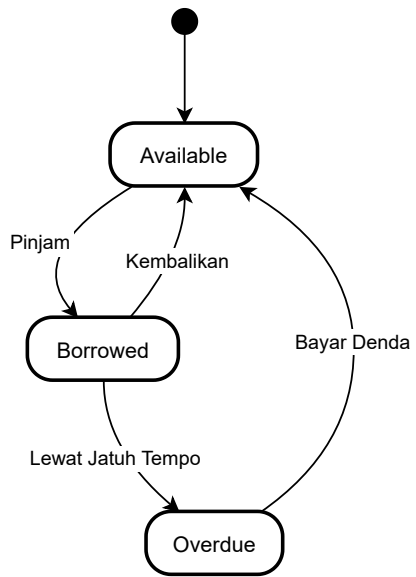 Available
Pinjam
Kembalikan
Bayar Denda
Borrowed
Lewat Jatuh Tempo
Overdue